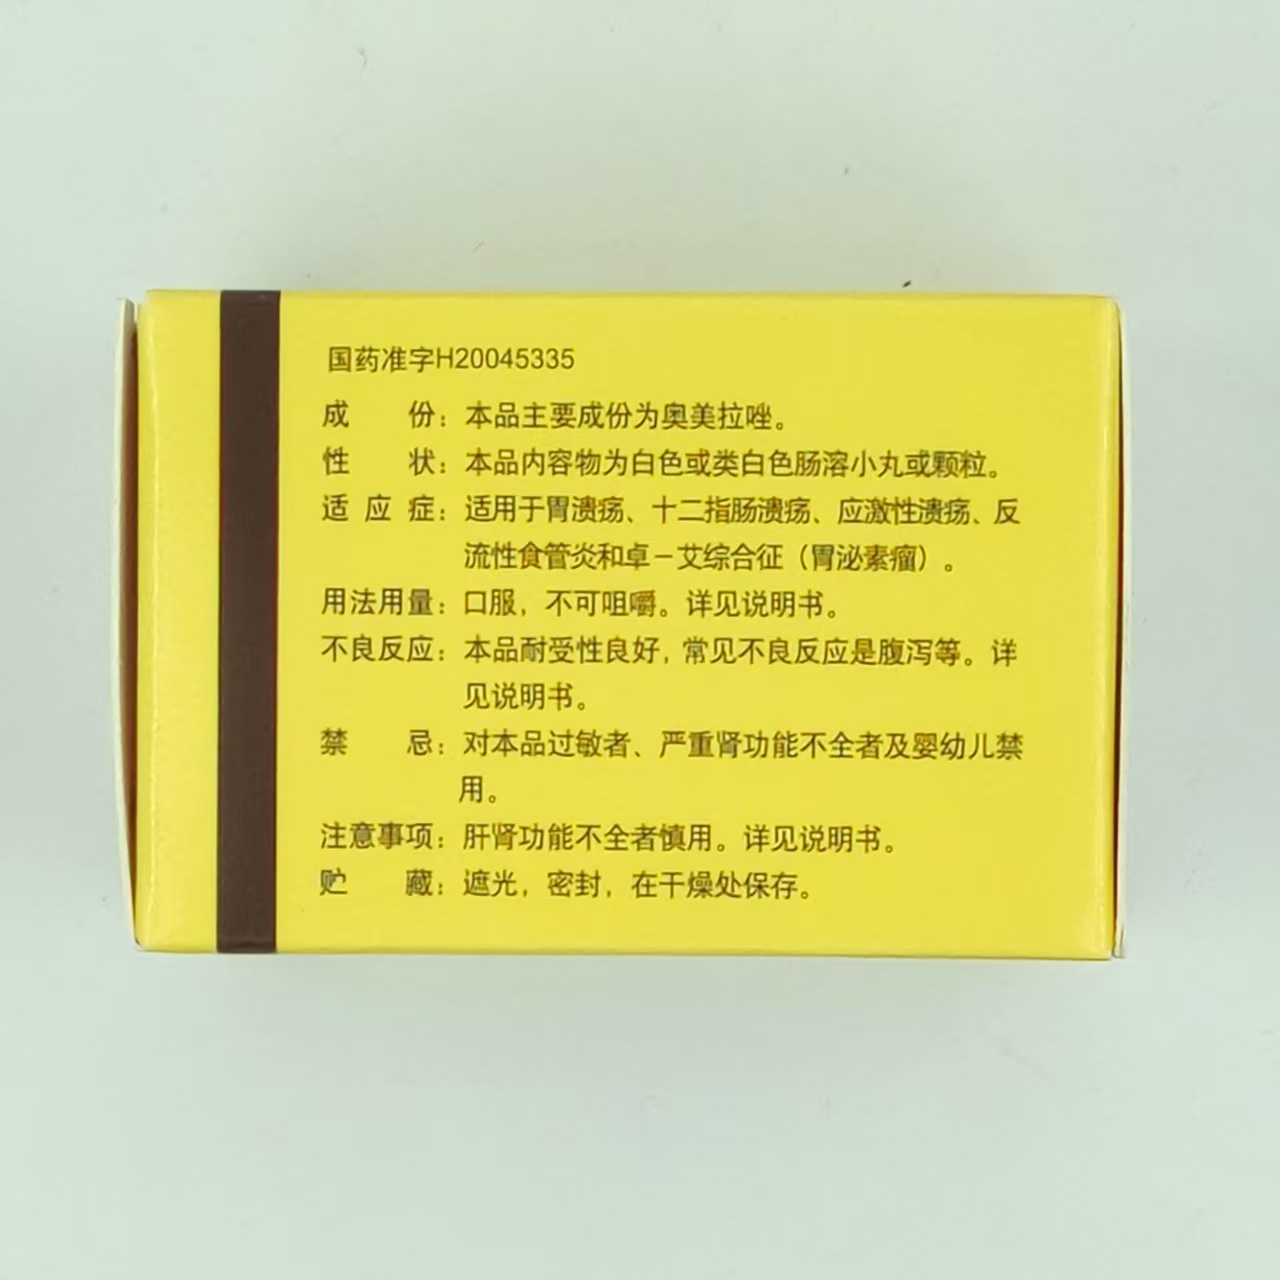 国药准字H20045335
成份：本品主要成份为奥美拉唑。
性状：本品内容物为白色或类白色肠溶小丸或颗粒。
适应症：适用于胃溃疡、十二指肠溃疡、应激性溃疡、反
流性食管炎和卓－艾综合征（胃泌素瘤）。
用法用量：口服，不可咀嚼。详见说明书。
不良反应：本品耐受性良好，常见不良反应是腹泻等。详
见说明书。
禁忌：对本品过敏者、严重肾功能不全者及婴幼儿禁
用。
注意事项：肝肾功能不全者慎用。详见说明书。
贮藏：遮光，密封，在干燥处保存。